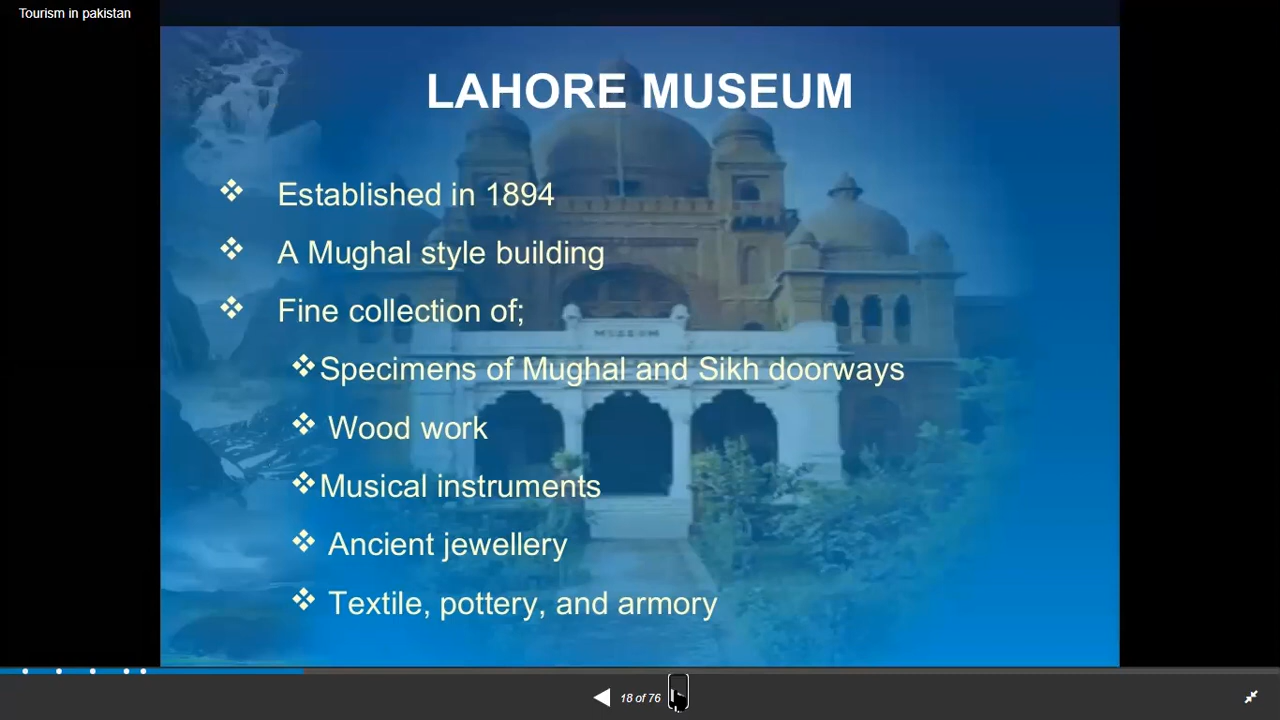 Tourism in pakistan
LAHORE MUSEUM
Established in 1894
A Mughal style building
Fine collection of;
Specimens of Mughal and Sikh doorways
Wood work
Musical instruments
Ancient jewellery
Textile, pottery, and armory
MUSEUM
18 of 76